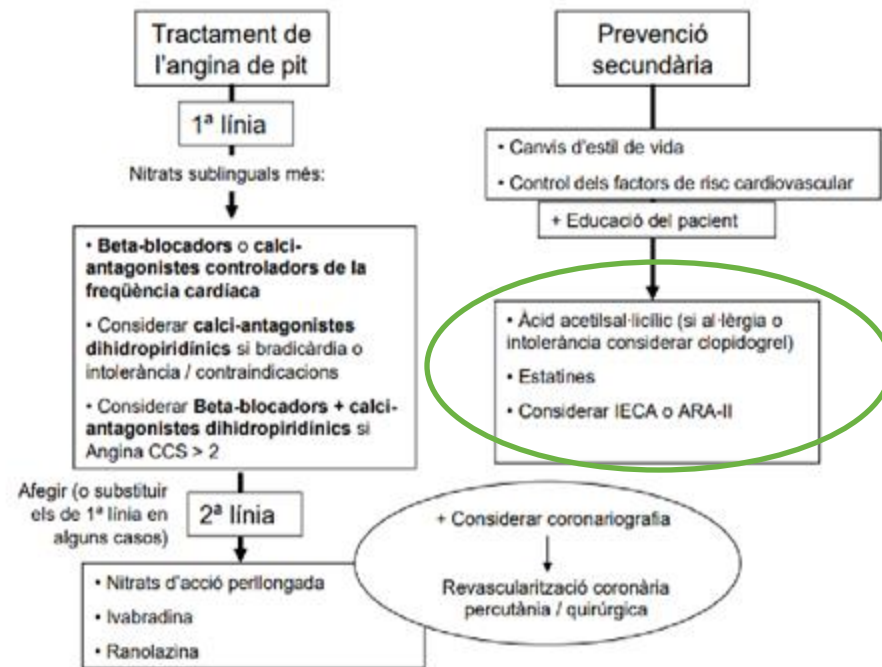 Tractament de
l'angina de pit
1ª línia
Nitrats sublinguals més:
• Beta-blocadors o calci-
antagonistes controladors de la
freqüència cardíaca
• Considerar calci-antagonistes
dihidropiridínics si bradicàrdia o
intolerància / contraindicacions
• Considerar Beta-blocadors + calci-
antagonistes dihidropiridínics si
Angina CCS > 2
Afegir (o substituir
els de 1ª línia en
alguns casos)
2ª línia
• Nitrats d'acció perllongada
• Ivabradina
• Ranolazina
Prevenció
secundària
• Canvis d'estil de vida
• Control dels factors de risc cardiovascular
+ Educació del pacient
• Àcid acetilsal·licílic (si al·lèrgia o
intolerància considerar clopidogrel)
• Estatines
• Considerar IECA o ARA-II
+ Considerar coronariografia
Revascularització coronària
percutània / quirúrgica